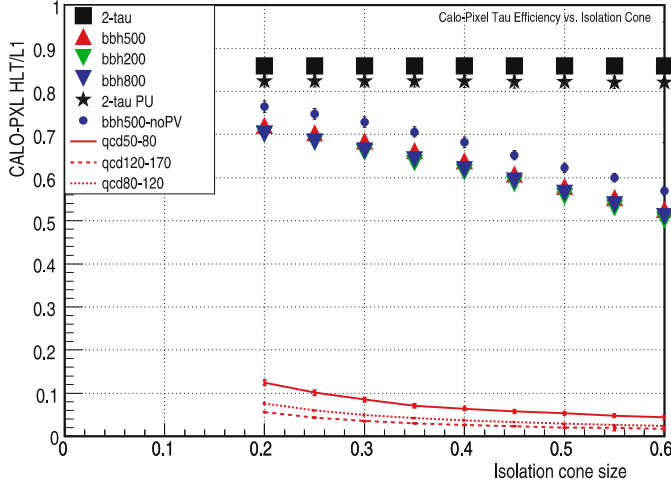 Calo-Pixel Tau Efficiency vs. Isolation Cone
CALO-PXL HLT/L1
1
0.9
0.8
0.7
0.6
0.5
0.4
0.3
0.2
0.1
0
2-tau
bbh500
bbh200
bbh800
2-tau PU
bbh500-noPV
qcd50-80
qcd120-170
qcd80-120
0 0.1 0.2 0.3 0.4 0.5 0.6
Isolation cone size